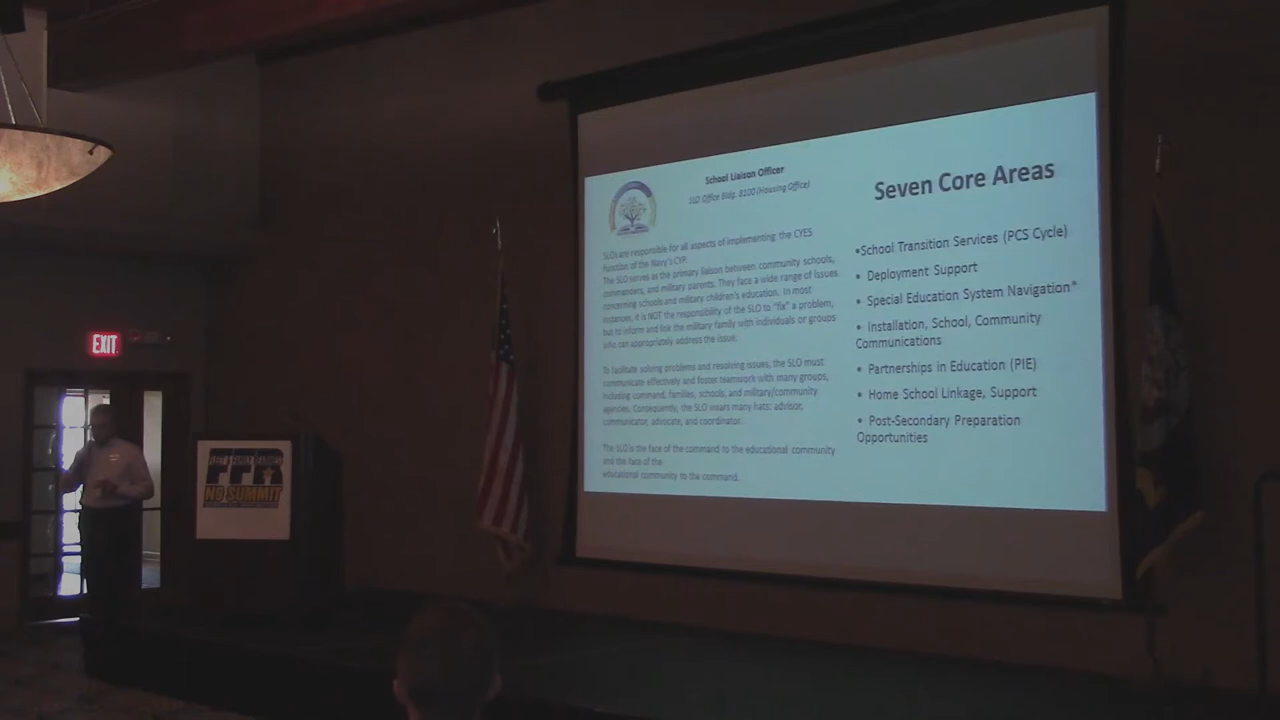 School Liaison Officer
SLO Office Bldg. 8100 (Housing Office)
SLOs are responsible for all aspects of implementing the CYES
function of the Navy's CYP.
The SLO serves as the primary liaison between community schools,
commanders, and military parents. They face a wide range of issues
concerning schools and military children's education. In most
instances, it is NOT the responsibility of the SLO to "fix" a problem,
but to inform and link the military family with individuals or groups
who can appropriately address the issue.
To facilitate solving problems and resolving issues, the SLO must
communicate effectively and foster teamwork with many groups,
including command, families, schools, and military/community
agencies. Consequently, the SLO wears many hats: advisor,
communicator, advocate, and coordinator.
The SLO is the face of the command to the educational community
and the face of the
educational community to the command.
Seven Core Areas
•School Transition Services (PCS Cycle)
• Deployment Support
• Special Education System Navigation*
• Installation, School, Community
Communications
• Partnerships in Education (PIE)
• Home School Linkage, Support
• Post-Secondary Preparation
Opportunities
EXIT
FLEET & FAMILY READINESS
FFR
N9 SUMMIT